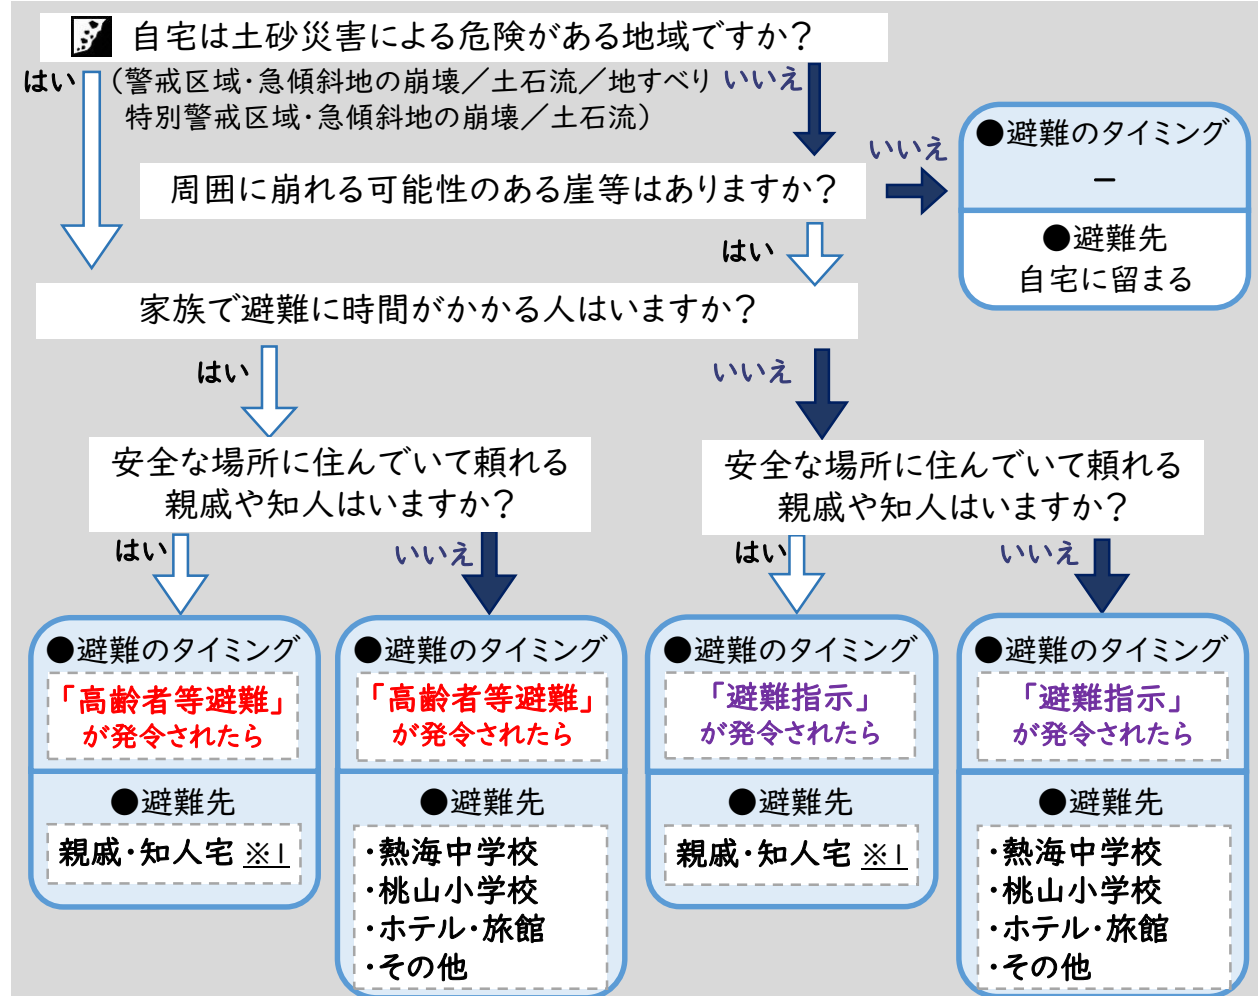 自宅は土砂災害による危険がある地域ですか？
はい
（警戒区域・急傾斜地の崩壊／土石流／地すべり
特別警戒区域・急傾斜地の崩壊／土石流）
いいえ
周囲に崩れる可能性のある崖等はありますか？
いいえ
●避難のタイミング
－
●避難先
自宅に留まる
はい
家族で避難に時間がかかる人はいますか？
はい
いいえ
安全な場所に住んでいて頼れる
親戚や知人はいますか？
安全な場所に住んでいて頼れる
親戚や知人はいますか？
はい
いいえ
はい
いいえ
●避難のタイミング
「高齢者等避難」
が発令されたら
●避難先
親戚・知人宅 ※1
●避難のタイミング
「高齢者等避難」
が発令されたら
●避難先
・熱海中学校
・桃山小学校
・ホテル・旅館
・その他
●避難のタイミング
「避難指示」
が発令されたら
●避難先
親戚・知人宅 ※1
●避難のタイミング
「避難指示」
が発令されたら
●避難先
・熱海中学校
・桃山小学校
・ホテル・旅館
・その他